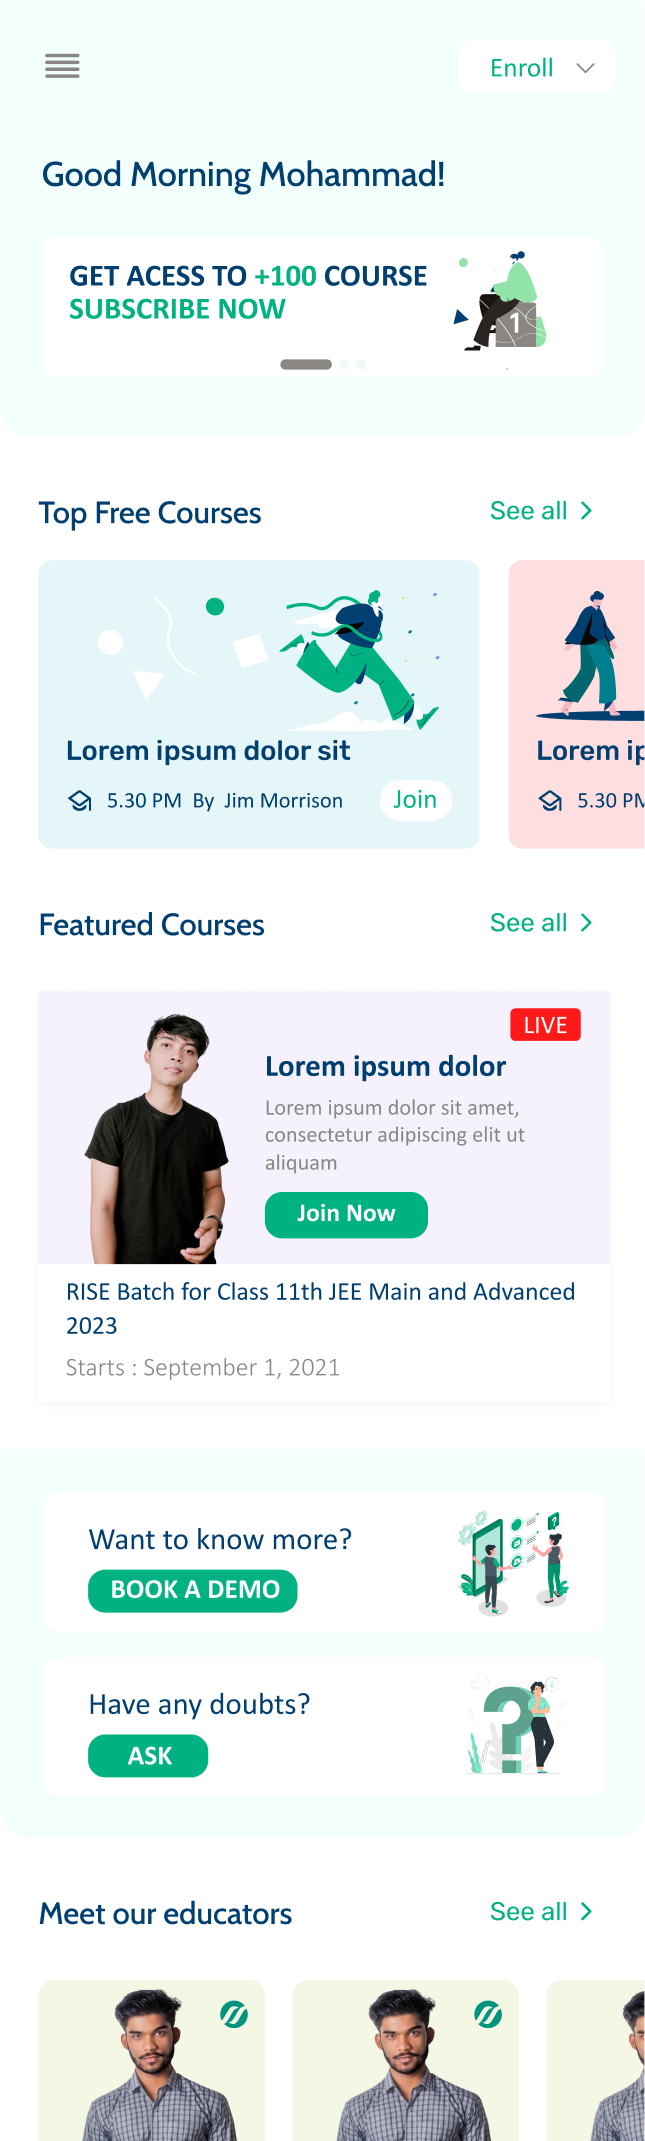 Enroll
Good Morning Mohammad!
GET ACESS TO +100 COURSE
SUBSCRIBE NOW
1
Top Free Courses
See all
Lorem ipsum dolor sit
5.30 PM By Jim Morrison
Join
Lorem ip
5.30 PM
Featured Courses
See all
LIVE
Lorem ipsum dolor
Lorem ipsum dolor sit amet,
consectetur adipiscing elit ut
aliquam
Join Now
RISE Batch for Class 11th JEE Main and Advanced
2023
Starts : September 1, 2021
Want to know more?
BOOK A DEMO
?
Have any doubts?
ASK
?
Meet our educators
See all